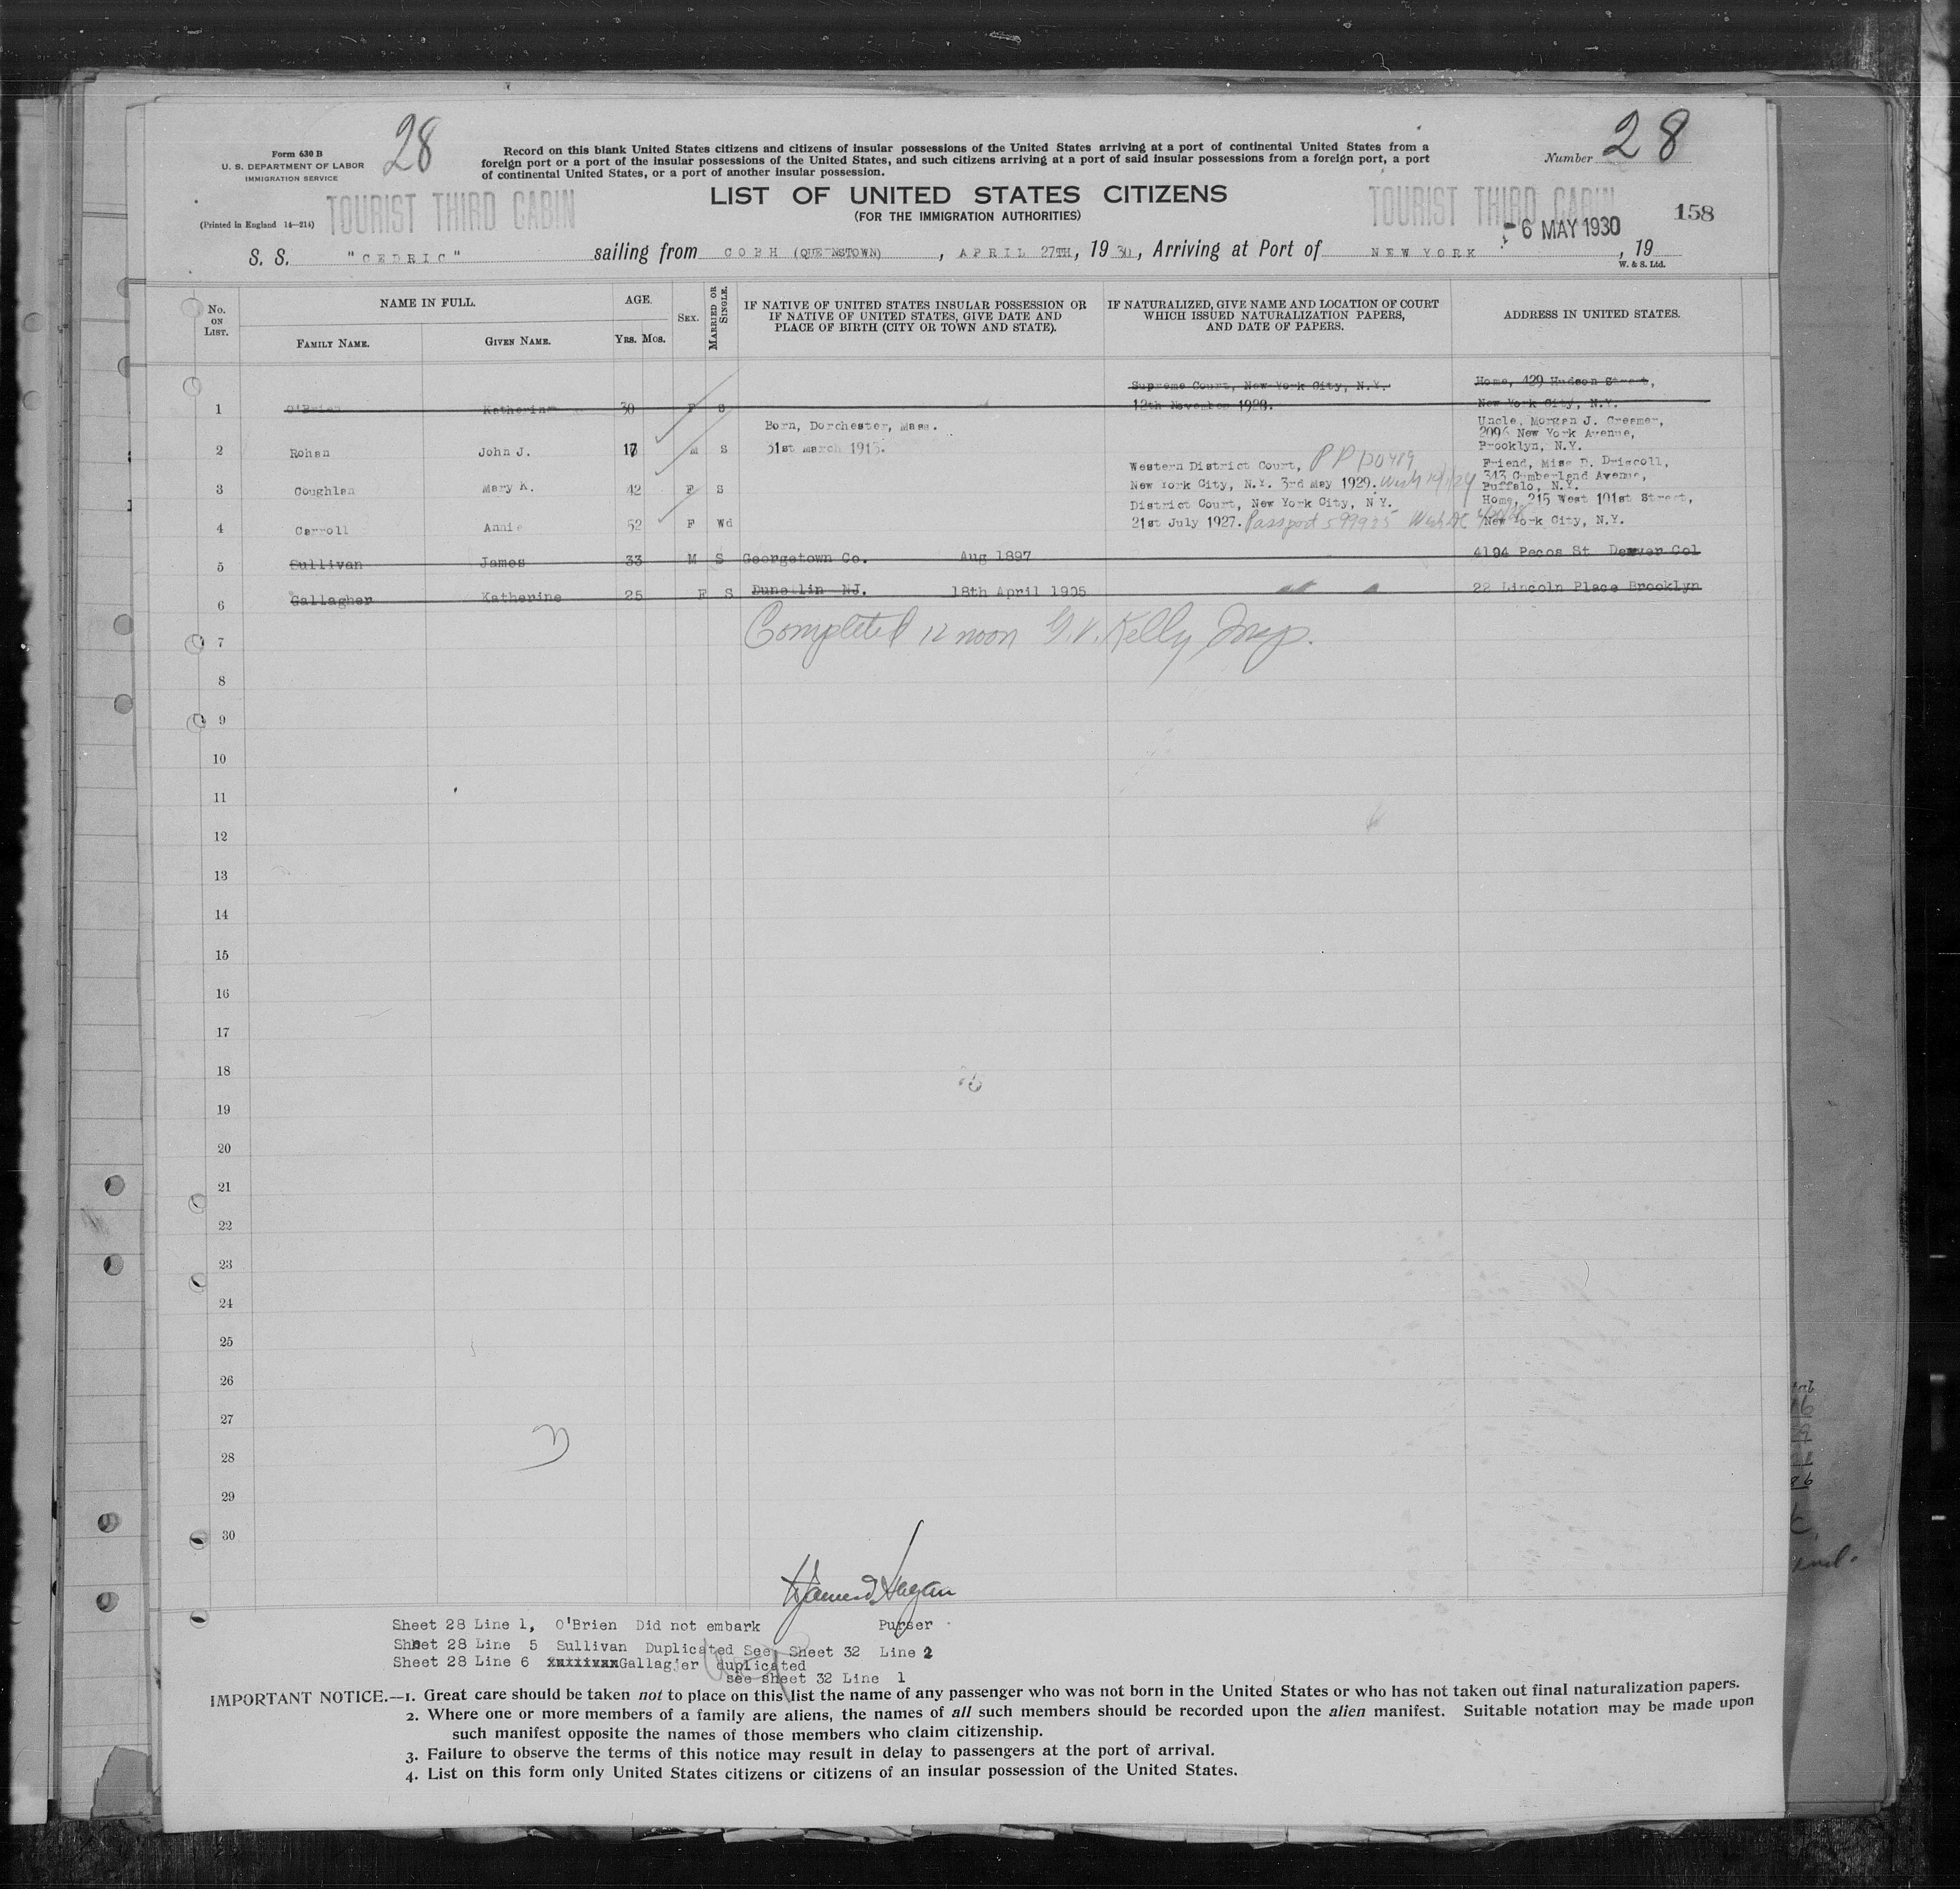 28
28
Form 630 B
U. S. DEPARTMENT OF LABOR
IMMIGRATION SERVICE
Record on this blank United States citizens and citizens of insular possessions of the United States arriving at a port of continental United States from a
foreign port or a port of the insular possessions of the United States, and such citizens arriving at a port of said insular possessions from a foreign port, a port
of continental United States, or a port of another insular possession.
Number
LIST OF UNITED STATES CITIZENS
(FOR THE IMMIGRATION AUTHORITIES)
(Printed in England 14—214)
TOURIST THIRD CABIN
TOURIST THIRD CABIN
158
- 6 MAY 1930
S. S. "CEDRIC" sailing from COBH (QUEENSTOWN), APRIL 27TH, 1930, Arriving at Port of NEW YORK, 19
W. & S. Ltd.
No. ON LIST.
NAME IN FULL.
FAMILY NAME.
GIVEN NAME.
AGE.
YRS. MOS.
SEX.
MARRIED OR SINGLE.
IF NATIVE OF UNITED STATES INSULAR POSSESSION OR
IF NATIVE OF UNITED STATES, GIVE DATE AND
PLACE OF BIRTH (CITY OR TOWN AND STATE).
IF NATURALIZED, GIVE NAME AND LOCATION OF COURT
WHICH ISSUED NATURALIZATION PAPERS,
AND DATE OF PAPERS.
ADDRESS IN UNITED STATES.
Supreme Court, New York City, N.Y. Home, 429 Hudson Street,
1 O'Brien Katherine 30 F S 12th November 1928. New York City, N.Y.
Born, Dorchester, Mass. Uncle, Morgan J. Creamer,
2096 New York Avenue,
2 Rohan John J. 17 M S 31st march 1913. Brooklyn, N.Y.
Western District Court, PP Friend, Miss D. Driscoll,
343 Cumberland Avenue,
3 Coughlan Mary K. 42 F S New York City, N.Y. 3rd May 1929. Wash Buffalo, N.Y.
District Court, New York City, N.Y. Home, 215 West 101st Street,
4 Carroll Annie 52 F Wd 21st July 1927. Passport 599925 Wash DC New York City, N.Y.
5 Sullivan James 33 M S Georgetown Co. Aug 1897 4194 Pecos St Denver Col
6 Gallagher Katherine 25 F S Dunellin NJ. 18th April 1905 22 Lincoln Place Brooklyn
Completed 12 noon G.V. Kelly Insp.
7
8
9
10
11
12
13
14
15
16
17
18
19
20
21
22
23
24
25
26
27
28
29
30
Sheet 28 Line 1, O'Brien Did not embark Purser
Sheet 28 Line 5 Sullivan Duplicated See Sheet 32 Line 2
Sheet 28 Line 6 Gallagjer duplicated
see sheet 32 Line 1
IMPORTANT NOTICE.—1. Great care should be taken not to place on this list the name of any passenger who was not born in the United States or who has not taken out final naturalization papers.
2. Where one or more members of a family are aliens, the names of all such members should be recorded upon the alien manifest. Suitable notation may be made upon
such manifest opposite the names of those members who claim citizenship.
3. Failure to observe the terms of this notice may result in delay to passengers at the port of arrival.
4. List on this form only United States citizens or citizens of an insular possession of the United States.